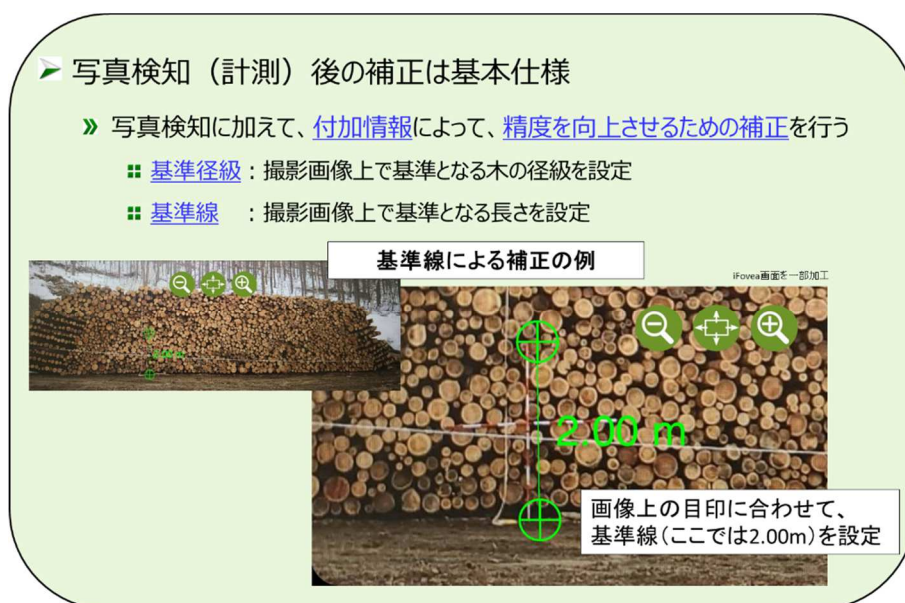 写真検知（計測）後の補正は基本仕様
写真検知に加えて、付加情報によって、精度を向上させるための補正を行う
基準径級：撮影画像上で基準となる木の径級を設定
基準線　：撮影画像上で基準となる長さを設定
基準線による補正の例
iFovea画面を一部加工
2.00 m
2.00 m
画像上の目印に合わせて、
基準線（ここでは2.00m）を設定